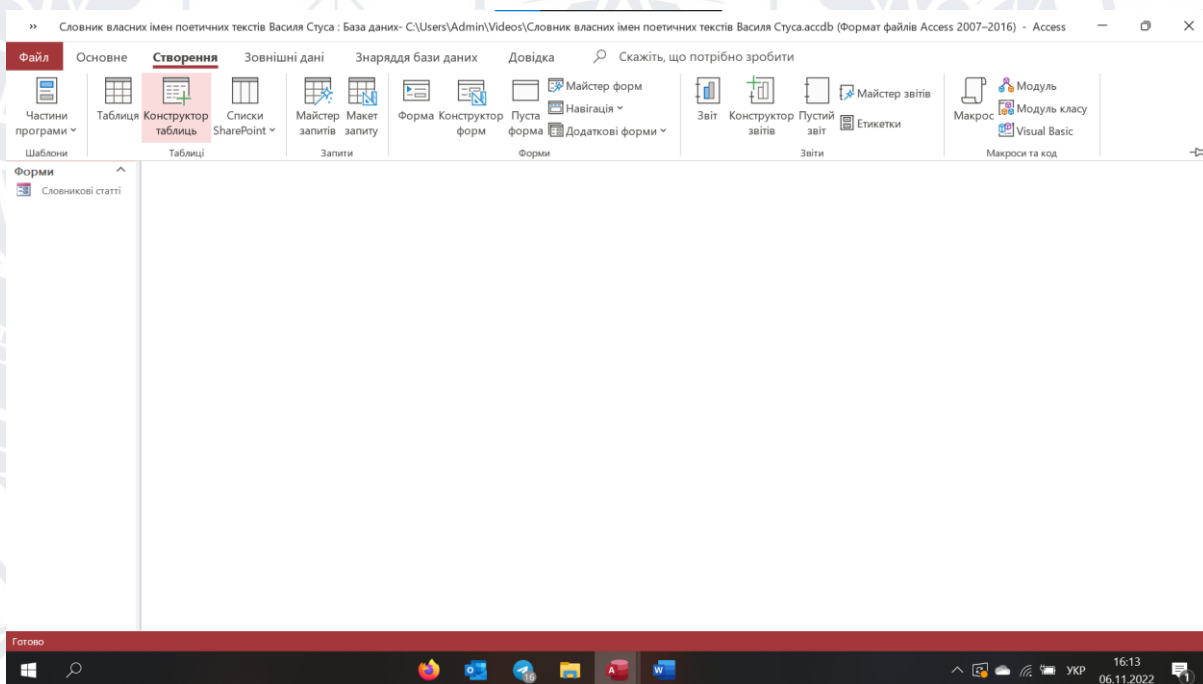 ›› Словник власних імен поетичних текстів Василя Стуса : База даних- C:\Users\Admin\Videos\Словник власних імен поетичних текстів Василя Стуса.accdb (Формат файлів Access 2007–2016) - Access
Файл Основне Створення Зовнішні дані Знаряддя бази даних Довідка Скажіть, що потрібно зробити
Частини програми
Таблиця
Конструктор таблиць
Списки SharePoint
Майстер запитів
Макет запиту
Форма
Конструктор форм
Пуста форма
Майстер форм
Навігація
Додаткові форми
Звіт
Конструктор звітів
Пустий звіт
Майстер звітів
Етикетки
Макрос
Модуль
Модуль класу
Visual Basic
Шаблони Таблиці Запити Форми Звіти Макроси та код
Форми
Словникові статті
Готово
16
УКР
16:13
06.11.2022
1